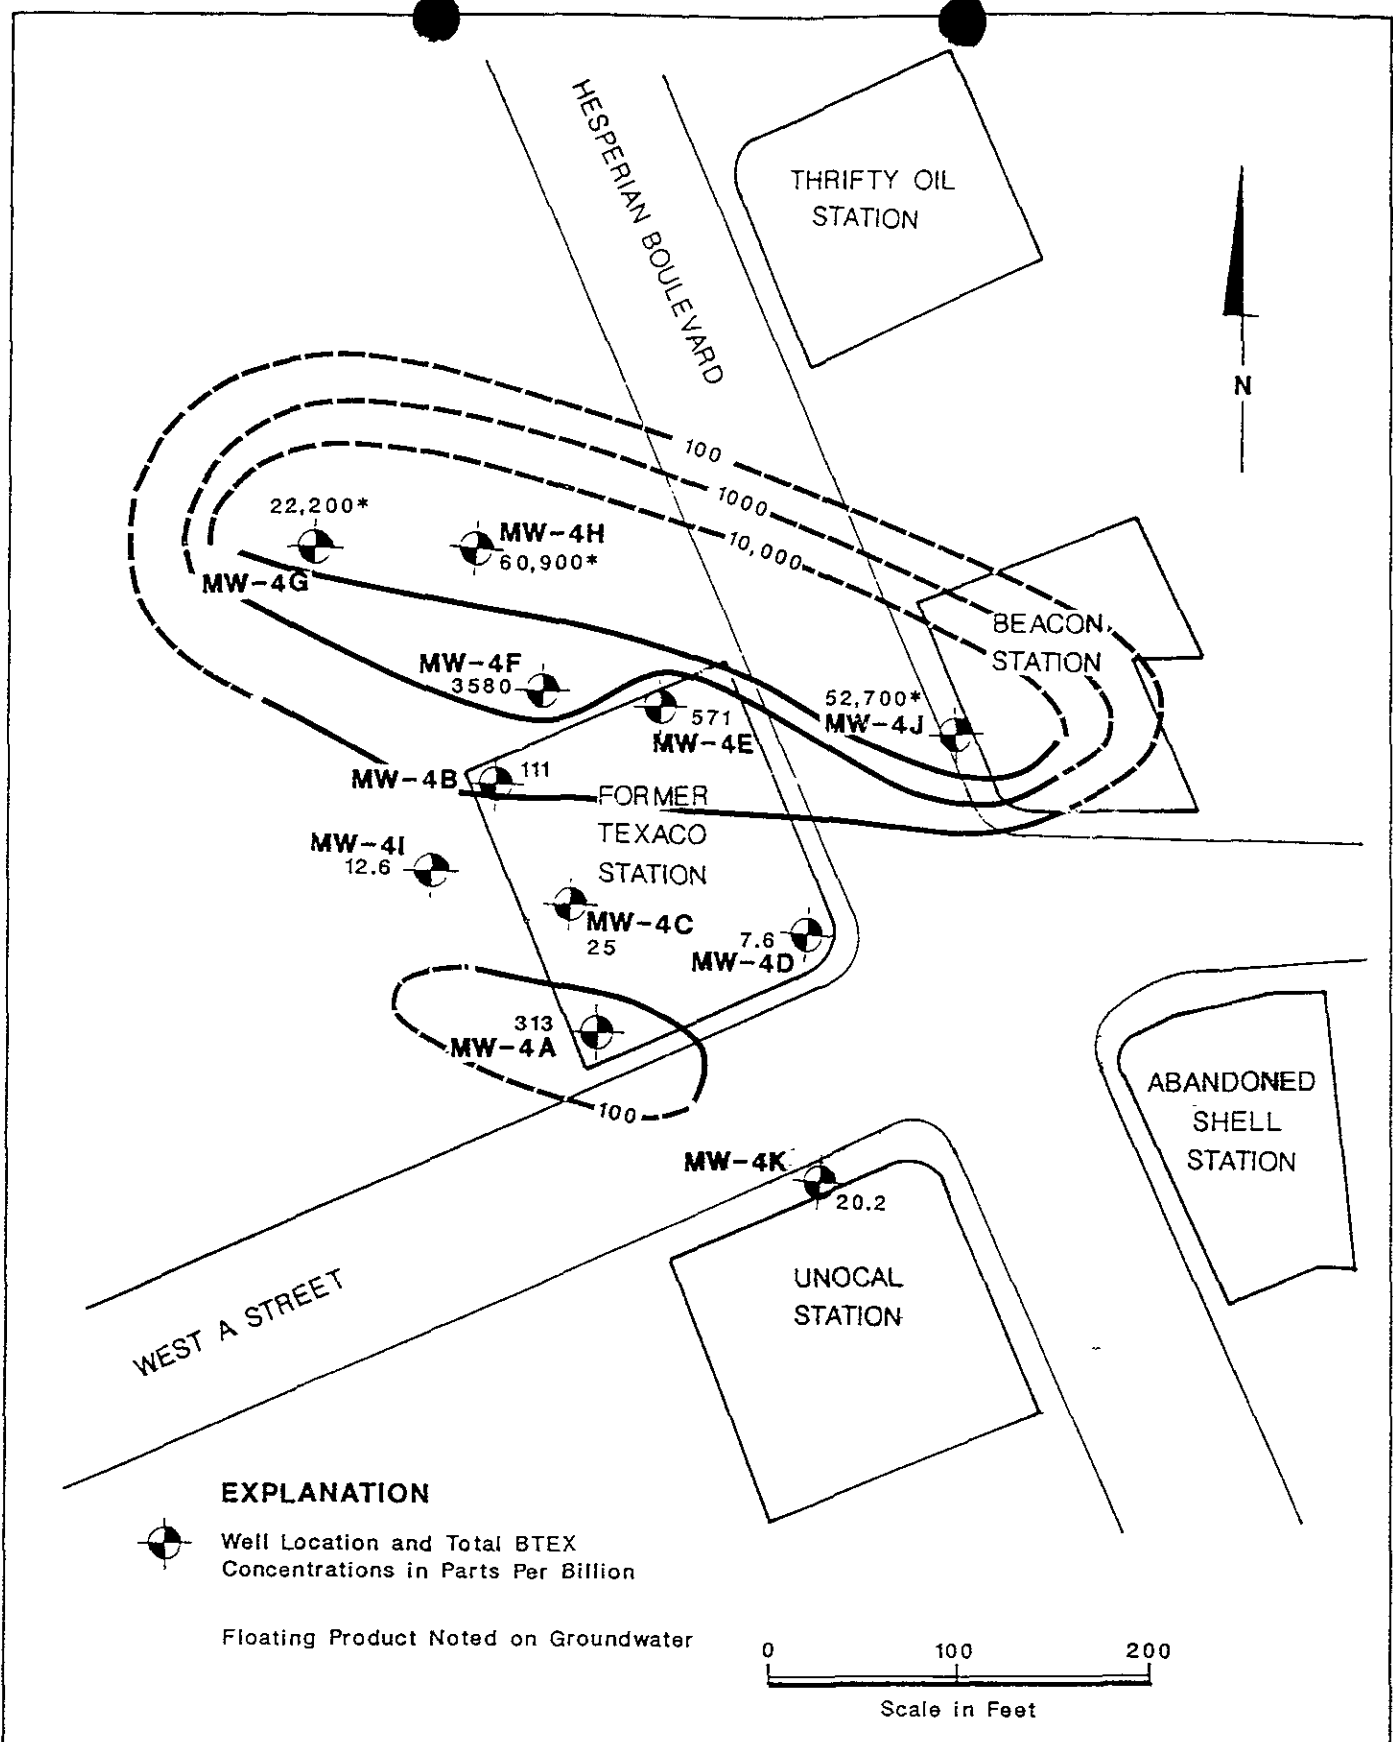 HESPERIAN BOULEVARD
THRIFTY OIL
STATION
N
100
1000
10,000
22,200*
MW-4G
MW-4H
60,900*
BEACON
STATION
MW-4F
3580
52,700*
MW-4J
571
MW-4E
MW-4B
111
FORMER
TEXACO
STATION
MW-4I
12.6
MW-4C
25
7.6
MW-4D
313
MW-4A
100
ABANDONED
SHELL
STATION
MW-4K
20.2
UNOCAL
STATION
WEST A STREET
EXPLANATION
Well Location and Total BTEX
Concentrations in Parts Per Billion
Floating Product Noted on Groundwater
0 100 200
Scale in Feet